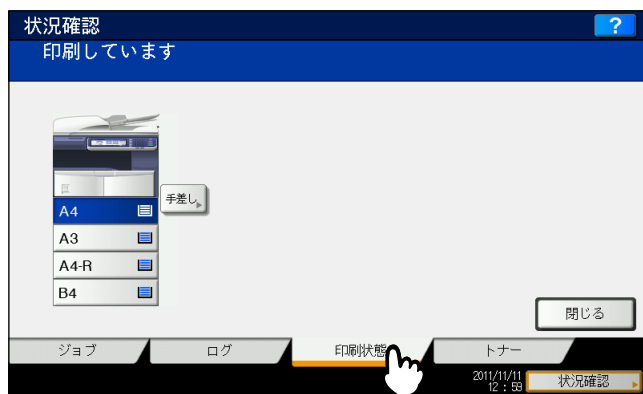 状況確認
?
印刷しています
手差し
A4
A3
A4-R
B4
閉じる
ジョブ
ログ
印刷状態
トナー
2011/11/11
12：59
状況確認